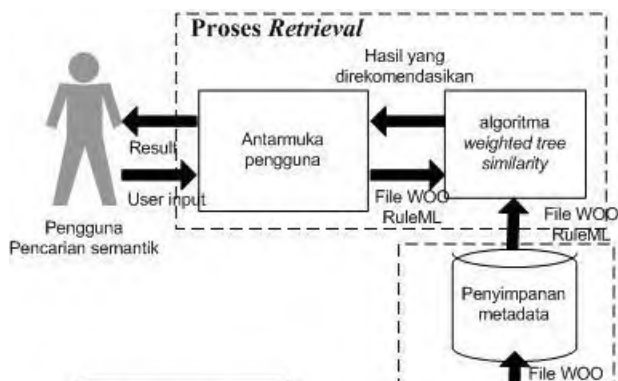 Proses Retrieval
Hasil yang
direkomendasikan
Antarmuka
pengguna
algoritma
weighted tree
similarity
Result
User input
File WOO
RuleML
Pengguna
Pencarian semantik
File WOO
RuleML
Penyimpanan
metadata
File WOO